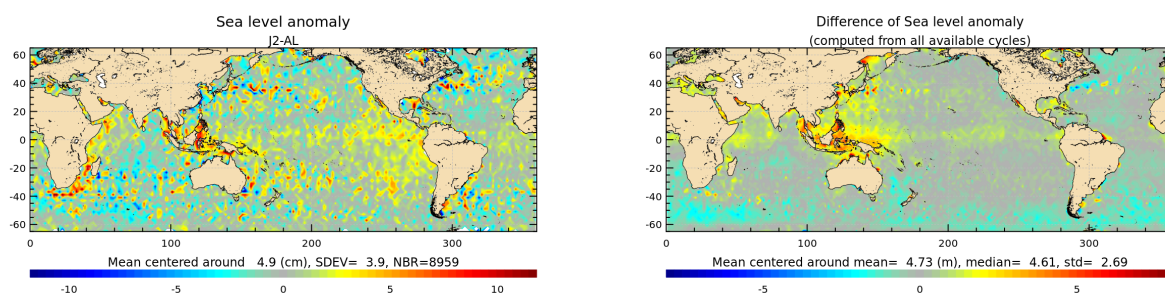 Sea level anomaly
J2-AL
60
40
20
0
-20
-40
-60
0 100 200 300
Mean centered around 4.9 (cm), SDEV= 3.9, NBR=8959
-10 -5 0 5 10
Difference of Sea level anomaly
(computed from all available cycles)
60
40
20
0
-20
-40
-60
0 100 200 300
Mean centered around mean= 4.73 (m), median= 4.61, std= 2.69
-5 0 5